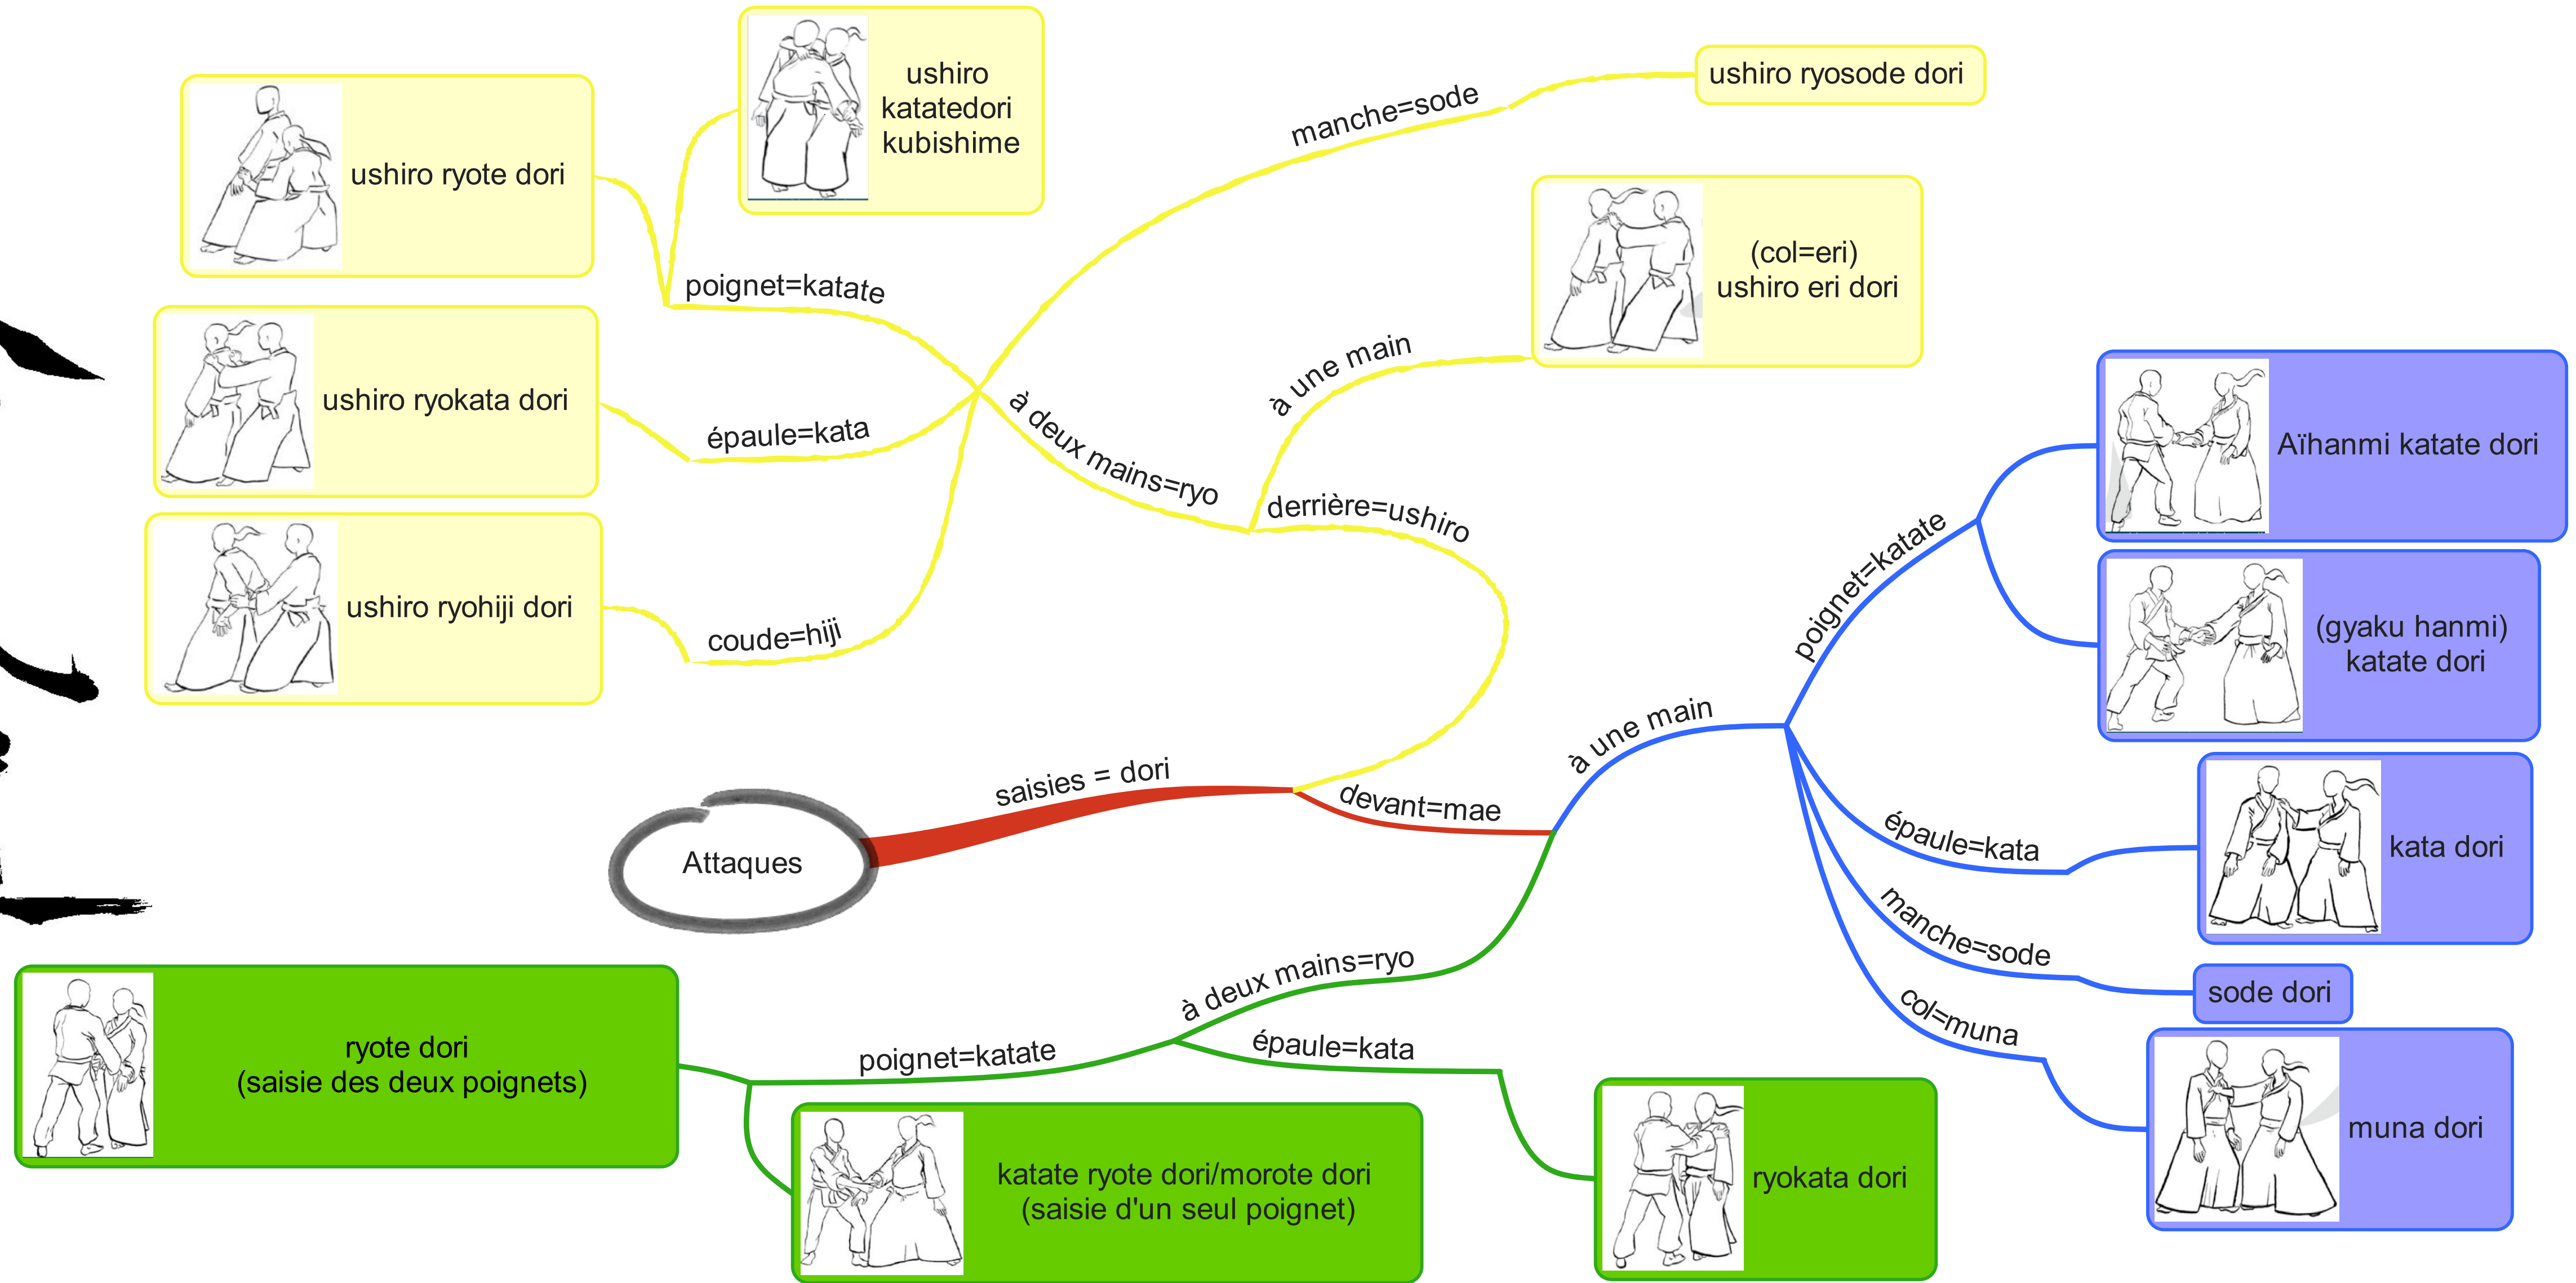 Attaques
saisies = dori
derrière=ushiro
à deux mains=ryo
poignet=katate
ushiro ryote dori
ushiro
katatedori
kubishime
épaule=kata
ushiro ryokata dori
coude=hiji
ushiro ryohiji dori
manche=sode
ushiro ryosode dori
à une main
(col=eri)
ushiro eri dori
devant=mae
à une main
poignet=katate
Aïhanmi katate dori
(gyaku hanmi)
katate dori
épaule=kata
kata dori
manche=sode
sode dori
col=muna
muna dori
à deux mains=ryo
poignet=katate
ryote dori
(saisie des deux poignets)
katate ryote dori/morote dori
(saisie d'un seul poignet)
épaule=kata
ryokata dori